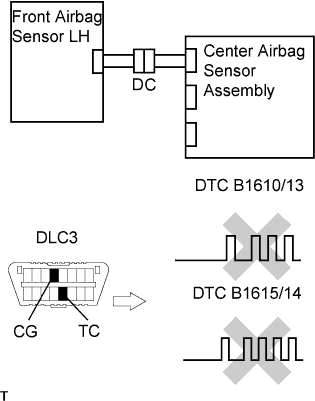 Front Airbag
Sensor LH
Center Airbag
Sensor
Assembly
DC
DTC B1610/13
DLC3
DTC B1615/14
CG
TC
T